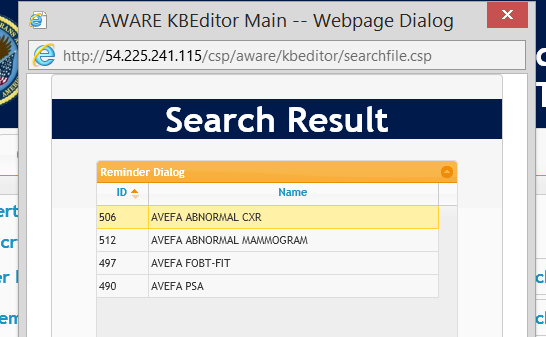 AWARE KBEditor Main -- Webpage Dialog
http://54.225.241.115/csp/aware/kbeditor/searchfile.csp
Search Result
Reminder Dialog
ID Name
506 AVEFA ABNORMAL CXR
512 AVEFA ABNORMAL MAMMOGRAM
497 AVEFA FOBT-FIT
490 AVEFA PSA